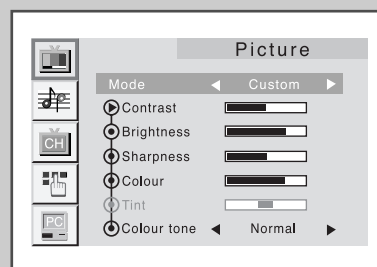 Picture
Mode Custom
Contrast
Brightness
Sharpness
CH
Colour
Tint
PC
Colour tone Normal